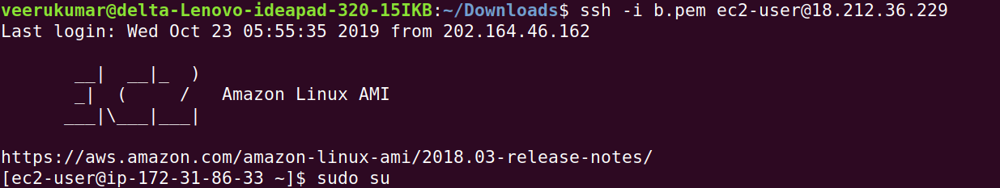 veerukumar@delta-Lenovo-ideapad-320-15IKB:~/Downloads$ ssh -i b.pem ec2-user@18.212.36.229
Last login: Wed Oct 23 05:55:35 2019 from 202.164.46.162

       __|  __|_  )
       _|  (     /   Amazon Linux AMI
      ___|\___|___|

https://aws.amazon.com/amazon-linux-ami/2018.03-release-notes/
[ec2-user@ip-172-31-86-33 ~]$ sudo su